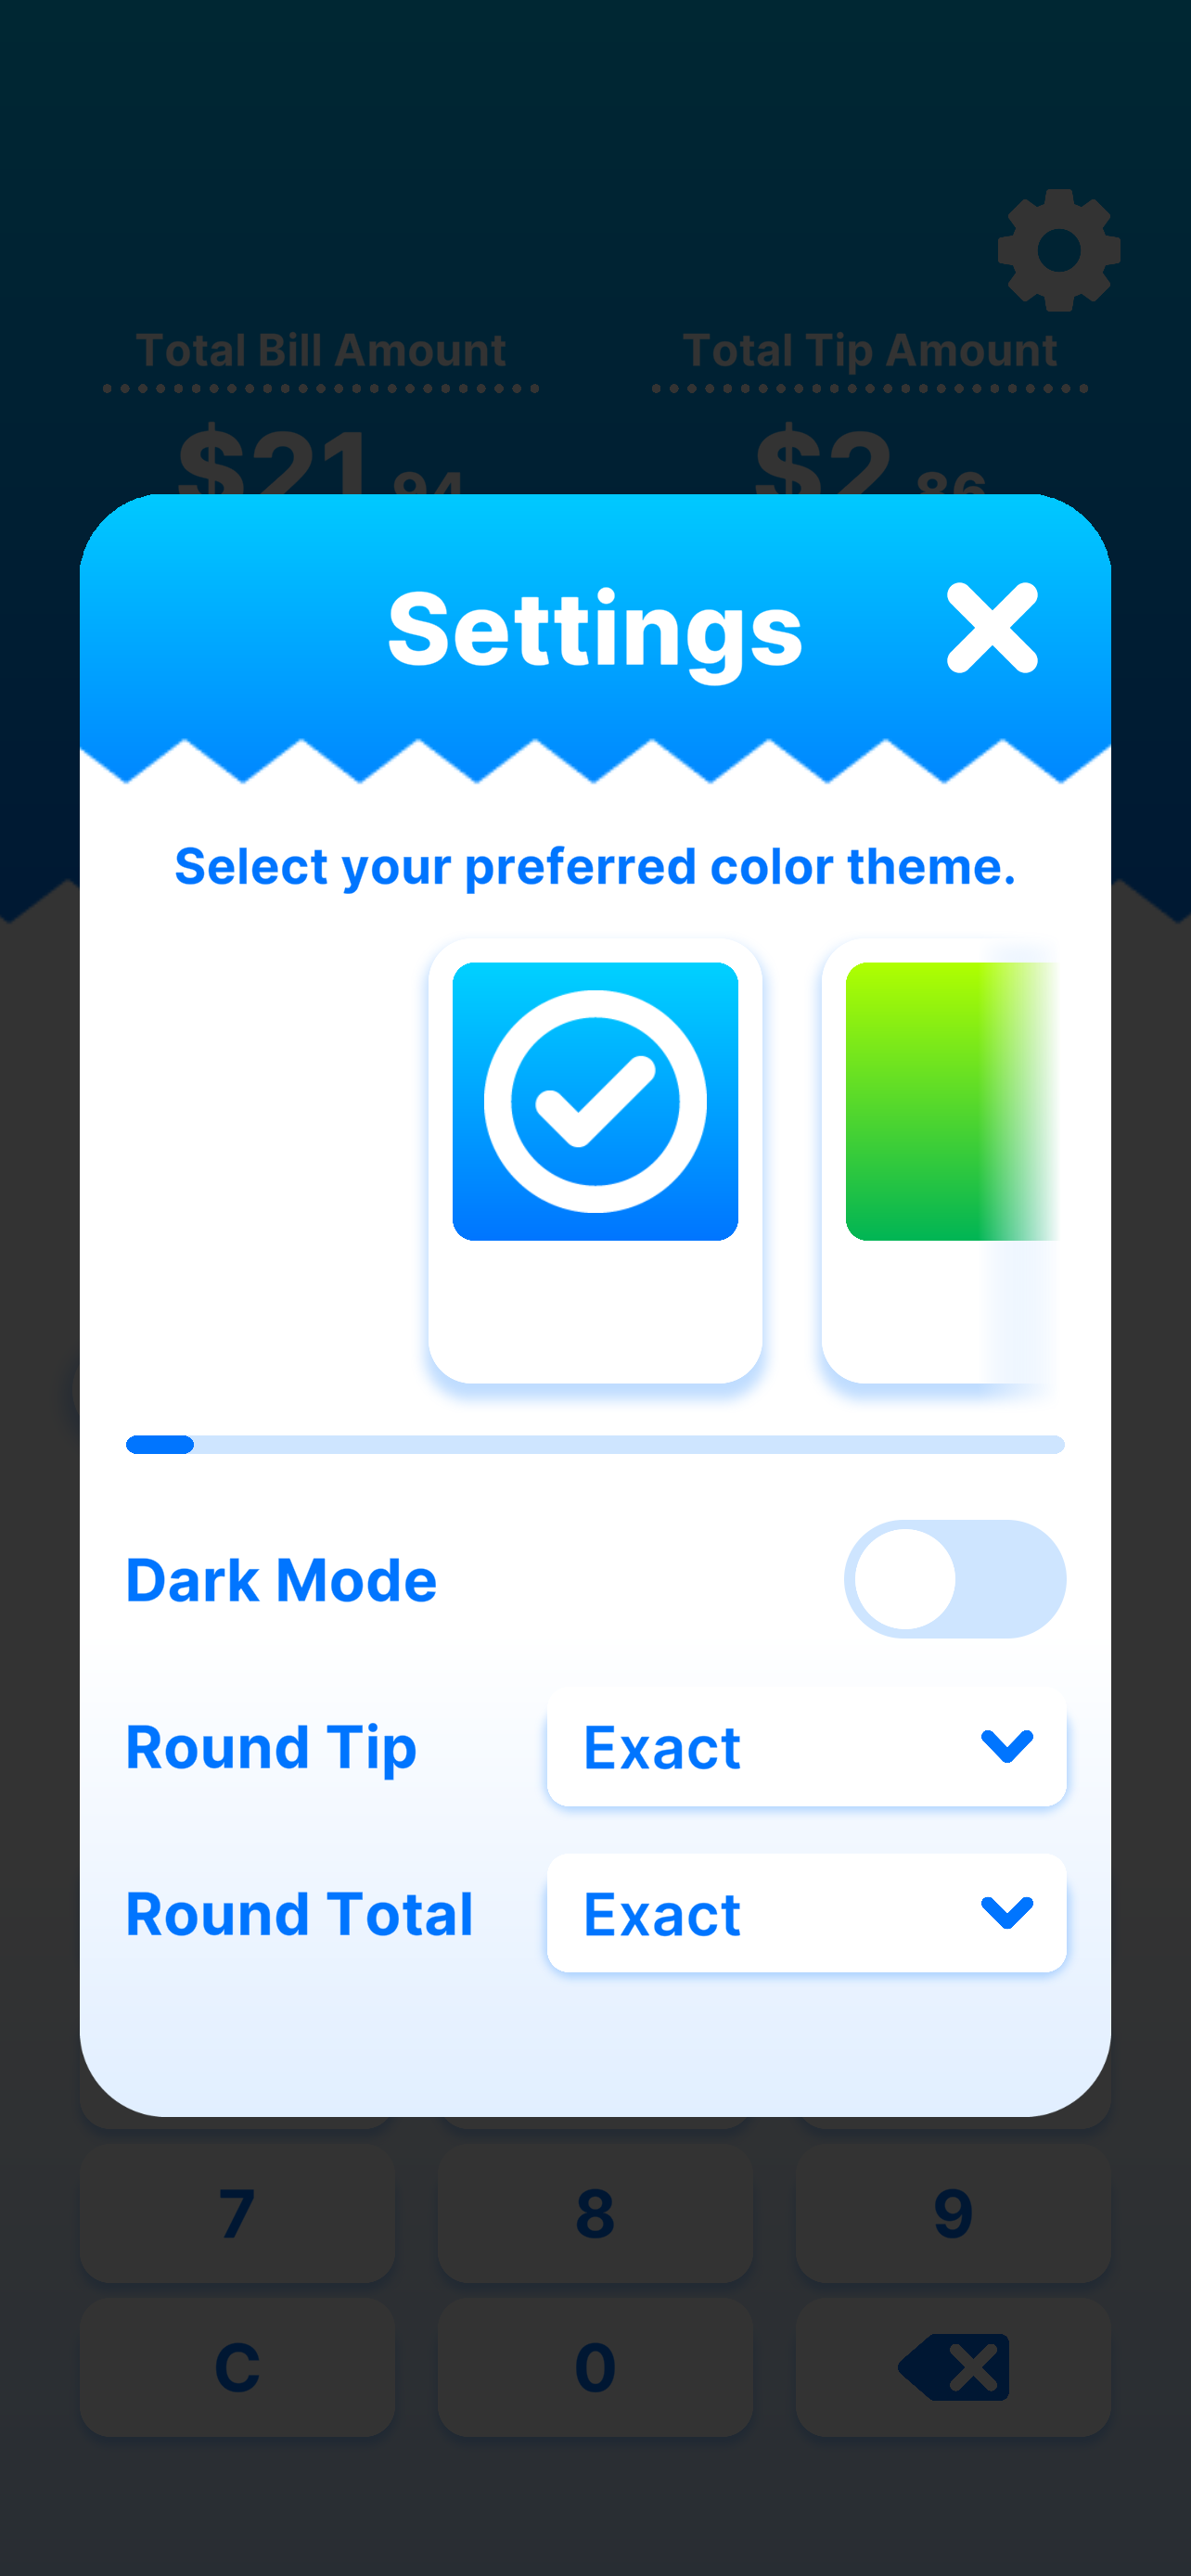 Total Bill Amount Total Tip Amount
$21.94 $2.86
Settings
Select your preferred color theme.
Dark Mode
Round Tip Exact
Round Total Exact
7 8 9
C 0